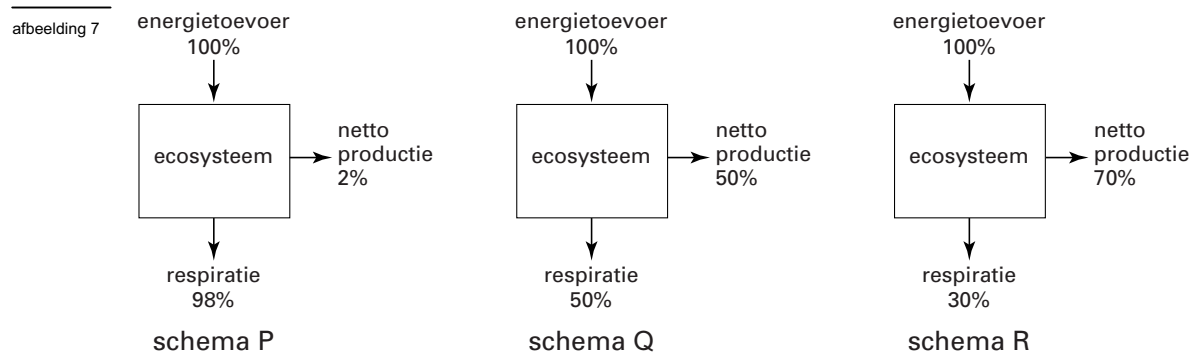 afbeelding 7
energietoevoer
100%
ecosysteem
netto
productie
2%
respiratie
98%
schema P
energietoevoer
100%
ecosysteem
netto
productie
50%
respiratie
50%
schema Q
energietoevoer
100%
ecosysteem
netto
productie
70%
respiratie
30%
schema R